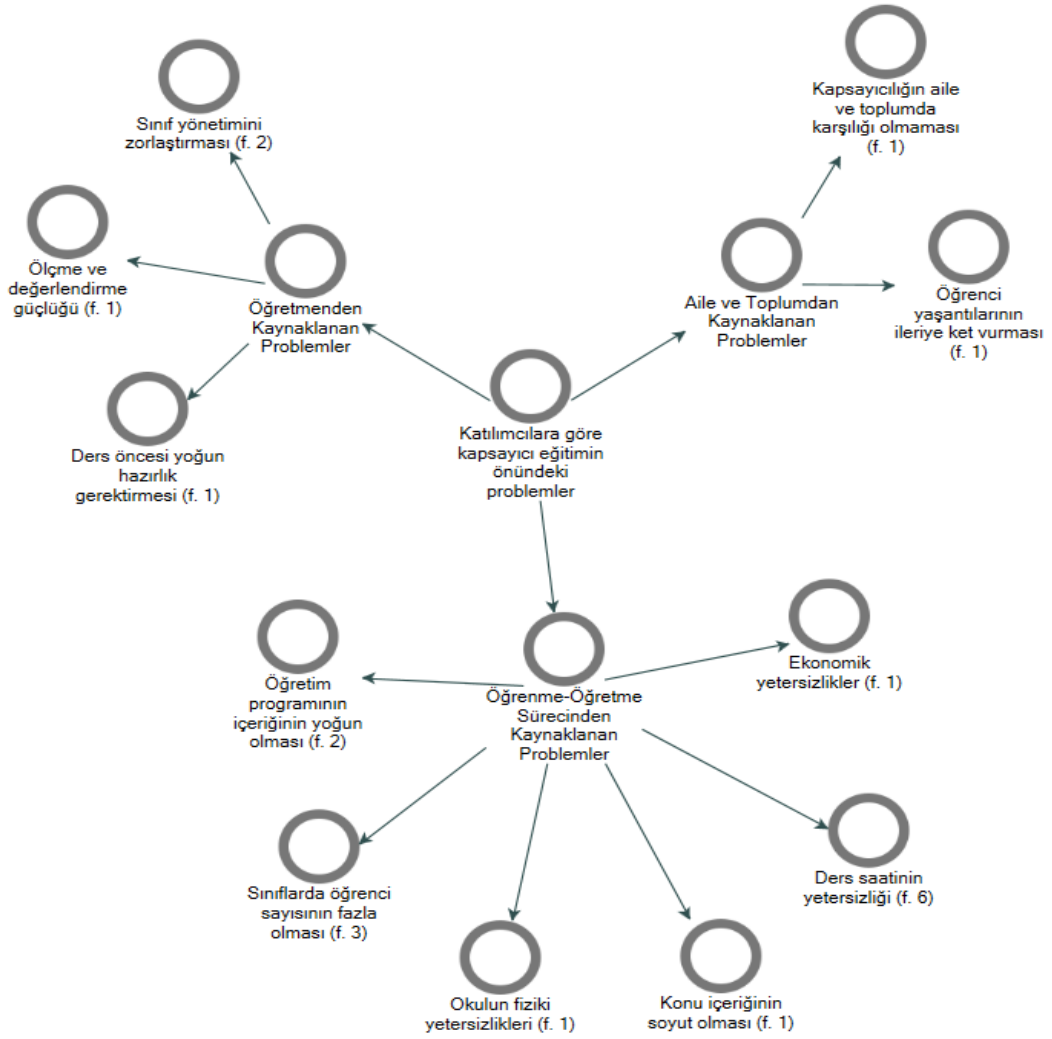 Kapsayıcılığın aile
ve toplumda
karşılığı olmaması
(f. 1)
Sınıf yönetimini
zorlaştırması (f. 2)
Ölçme ve
değerlendirme
güçlüğü (f. 1)
Öğretmenden
Kaynaklanan
Problemler
Aile ve Toplumdan
Kaynaklanan
Problemler
Öğrenci
yaşantılarının
ileriye ket vurması
(f. 1)
Ders öncesi yoğun
hazırlık
gerektirmesi (f. 1)
Katılımcılara göre
kapsayıcı eğitimin
önündeki
problemler
Öğretim
programının
içeriğinin yoğun
olması (f. 2)
Öğrenme-Öğretme
Sürecinden
Kaynaklanan
Problemler
Ekonomik
yetersizlikler (f. 1)
Sınıflarda öğrenci
sayısının fazla
olması (f. 3)
Ders saatinin
yetersizliği (f. 6)
Okulun fiziki
yetersizlikleri (f. 1)
Konu içeriğinin
soyut olması (f. 1)